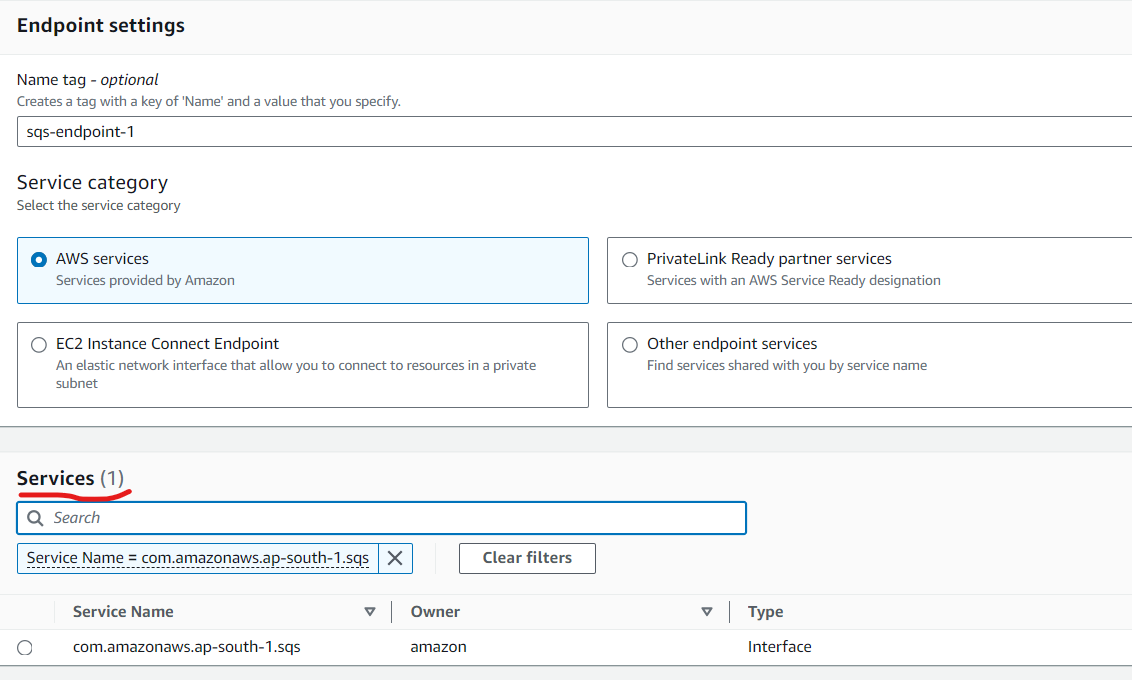 Endpoint settings
Name tag - optional
Creates a tag with a key of 'Name' and a value that you specify.
sqs-endpoint-1
Service category
Select the service category
AWS services
Services provided by Amazon
PrivateLink Ready partner services
Services with an AWS Service Ready designation
EC2 Instance Connect Endpoint
An elastic network interface that allow you to connect to resources in a private
subnet
Other endpoint services
Find services shared with you by service name
Services (1)
Search
Service Name = com.amazonaws.ap-south-1.sqs
Clear filters
Service Name Owner Type
com.amazonaws.ap-south-1.sqs amazon Interface